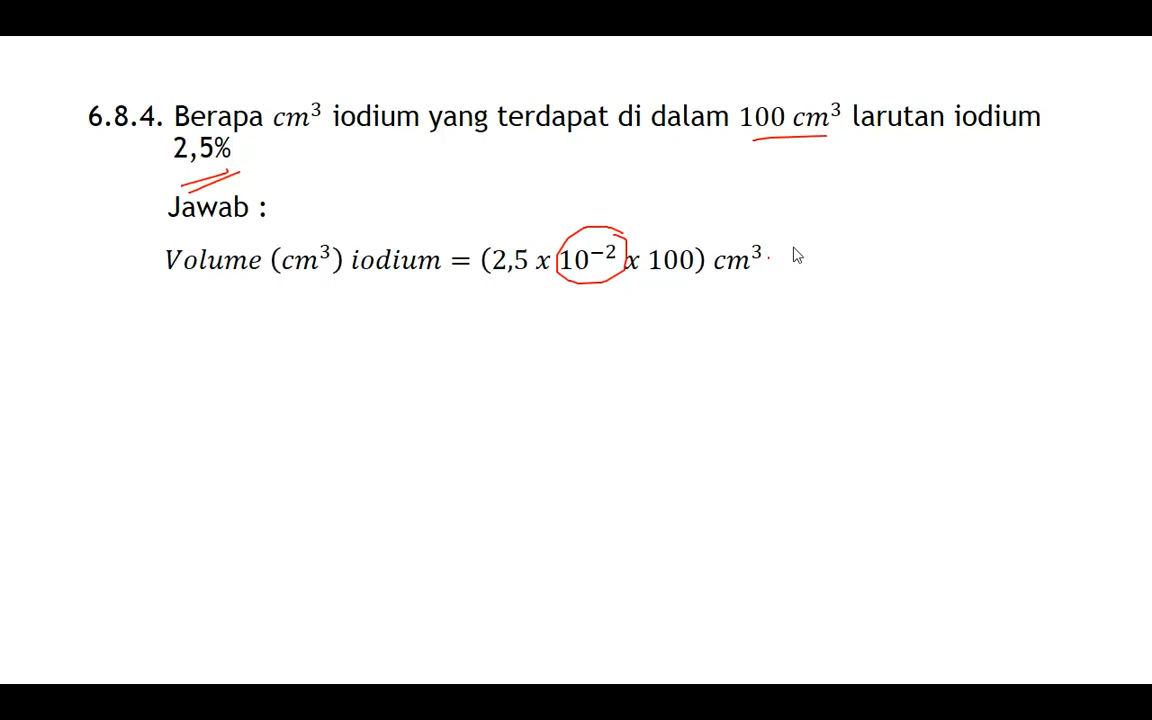 6.8.4. Berapa cm³ iodium yang terdapat di dalam 100 cm³ larutan iodium
2,5%
Jawab :
Volume (cm³) iodium = (2,5 x 10⁻² x 100) cm³